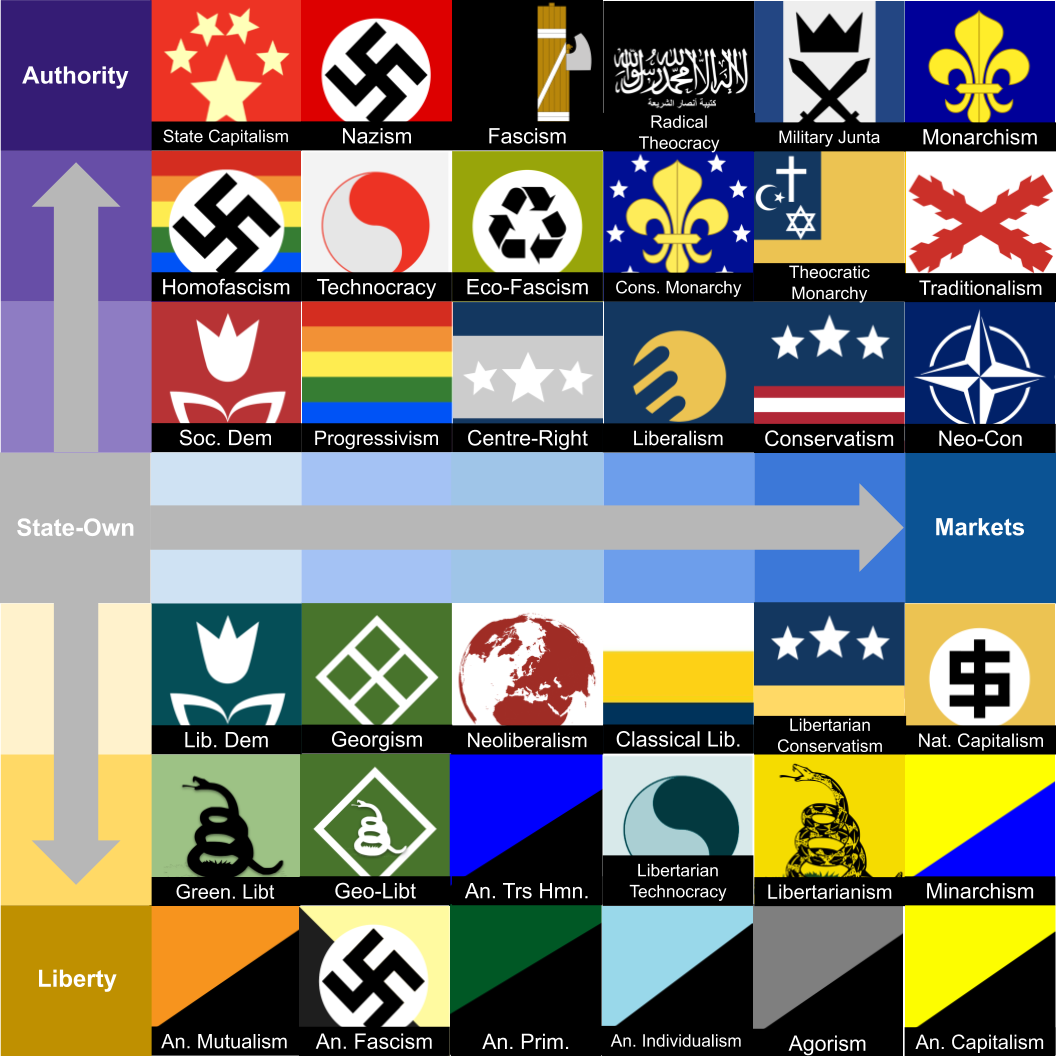 Authority
State Capitalism
Nazism
Fascism
لا اله الا الله محمد رسول الله
كتيبة أنصار الشريعة
Radical
Theocracy
Military Junta
Monarchism
Homofascism
Technocracy
Eco-Fascism
Cons. Monarchy
Theocratic
Monarchy
Traditionalism
Soc. Dem
Progressivism
Centre-Right
Liberalism
Conservatism
Neo-Con
State-Own
Markets
Lib. Dem
Georgism
Neoliberalism
Classical Lib.
Libertarian
Conservatism
Nat. Capitalism
Green. Libt
Geo-Libt
An. Trs Hmn.
Libertarian
Technocracy
Libertarianism
Minarchism
Liberty
An. Mutualism
An. Fascism
An. Prim.
An. Individualism
Agorism
An. Capitalism